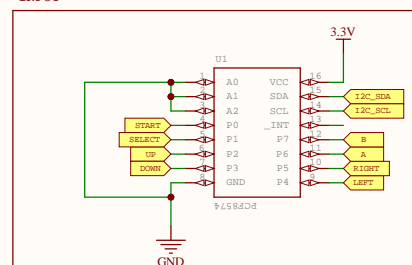 3.3V
U1
1 A0 VCC 16
2 A1 SDA 15 I2C_SDA
3 A2 SCL 14 I2C_SCL
START 4 P0 _INT 13
SELECT 5 P1 P7 12 B
UP 6 P2 P6 11 A
DOWN 7 P3 P5 10 RIGHT
8 GND P4 9 LEFT
PCF8574
GND